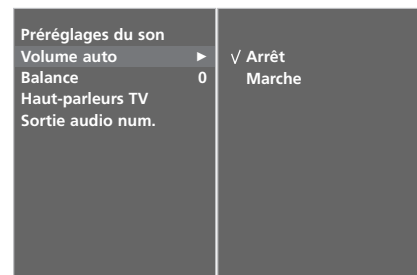 Préréglages du son
Volume auto ►
Balance 0
Haut-parleurs TV
Sortie audio num.
√ Arrêt
Marche